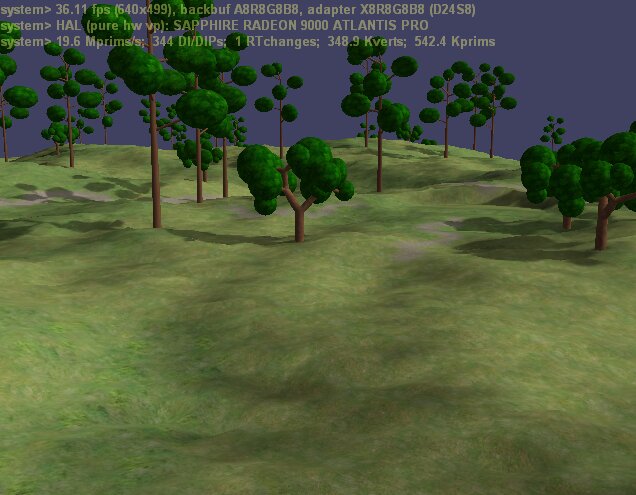 system> 36.11 fps (640x499), backbuf A8R8G8B8, adapter X8R8G8B8 (D24S8)
system> HAL (pure hw vp): SAPPHIRE RADEON 9000 ATLANTIS PRO
system> 19.6 Mprims/s; 344 DI/DIPs; 1 RTchanges; 348.9 Kverts; 542.4 Kprims